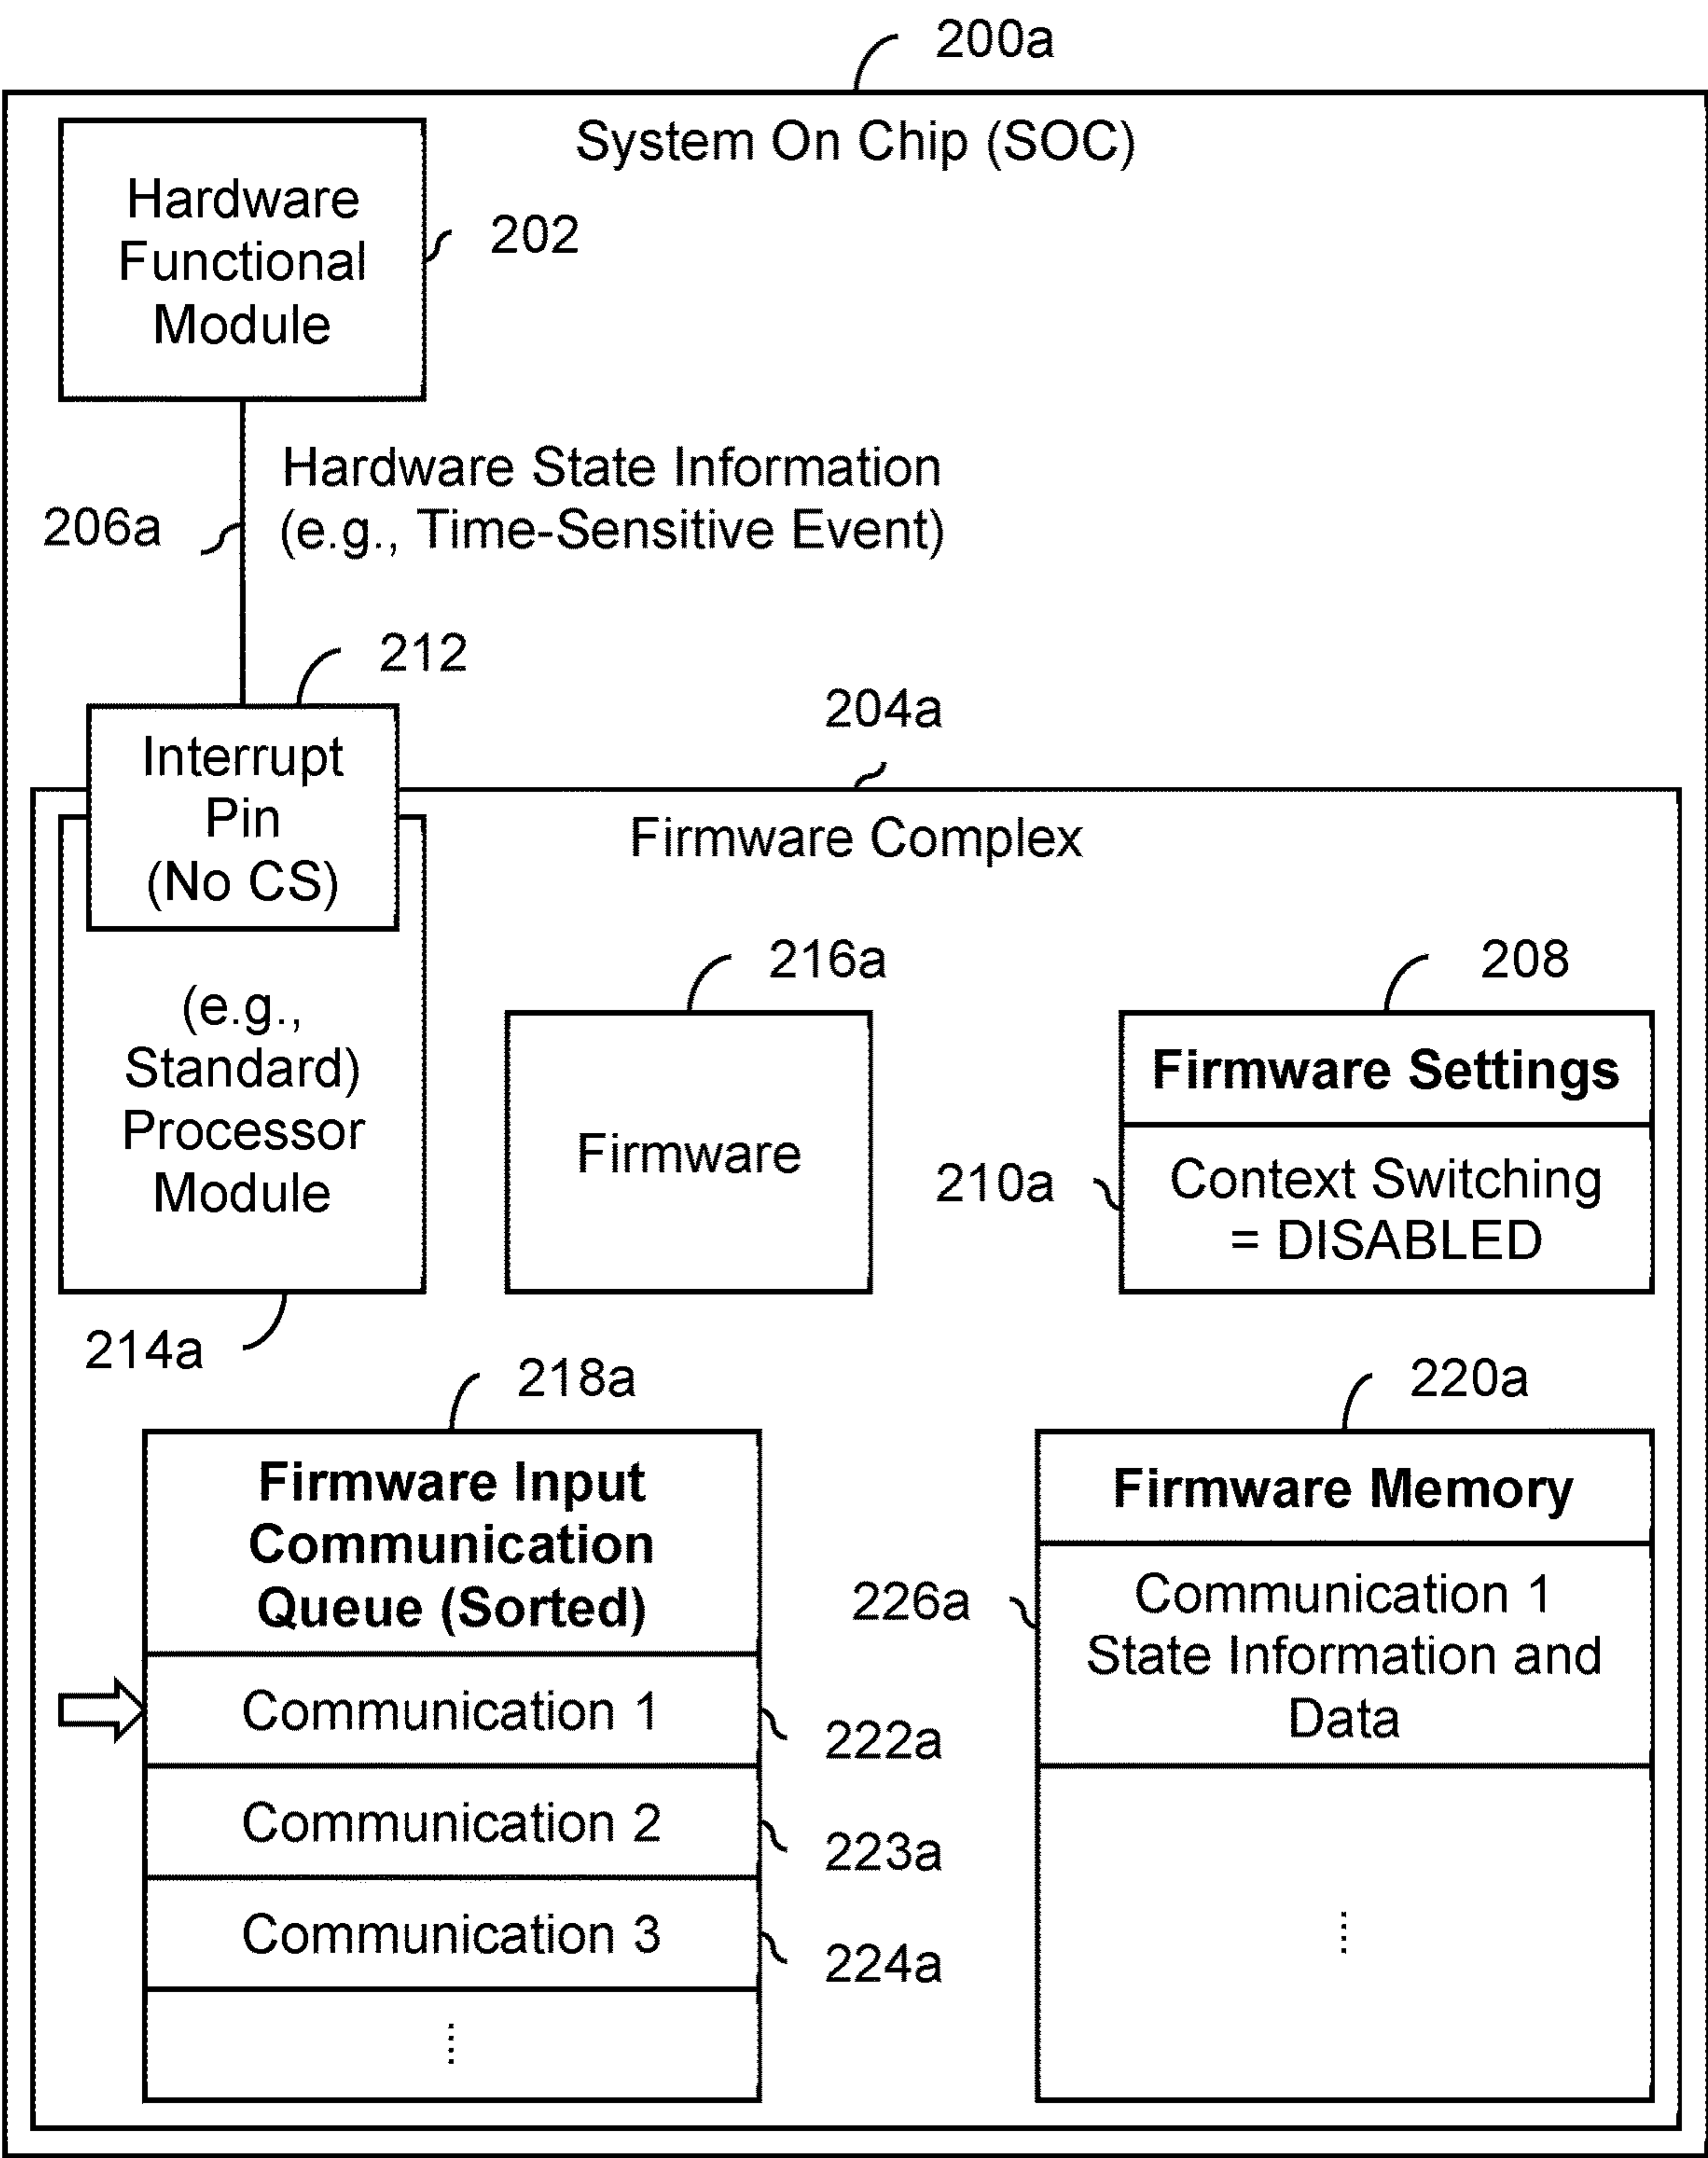 200a
System On Chip (SOC)
Hardware
Functional
Module
202
Hardware State Information
(e.g., Time-Sensitive Event)
206a
212
204a
Interrupt
Pin
(No CS)
Firmware Complex
216a
208
(e.g.,
Standard)
Processor
Module
Firmware
Firmware Settings
210a
Context Switching
= DISABLED
214a
218a
220a
Firmware Input
Communication
Queue (Sorted)
Communication 1
222a
Communication 2
223a
Communication 3
224a
⋮
Firmware Memory
226a
Communication 1
State Information and
Data
⋮